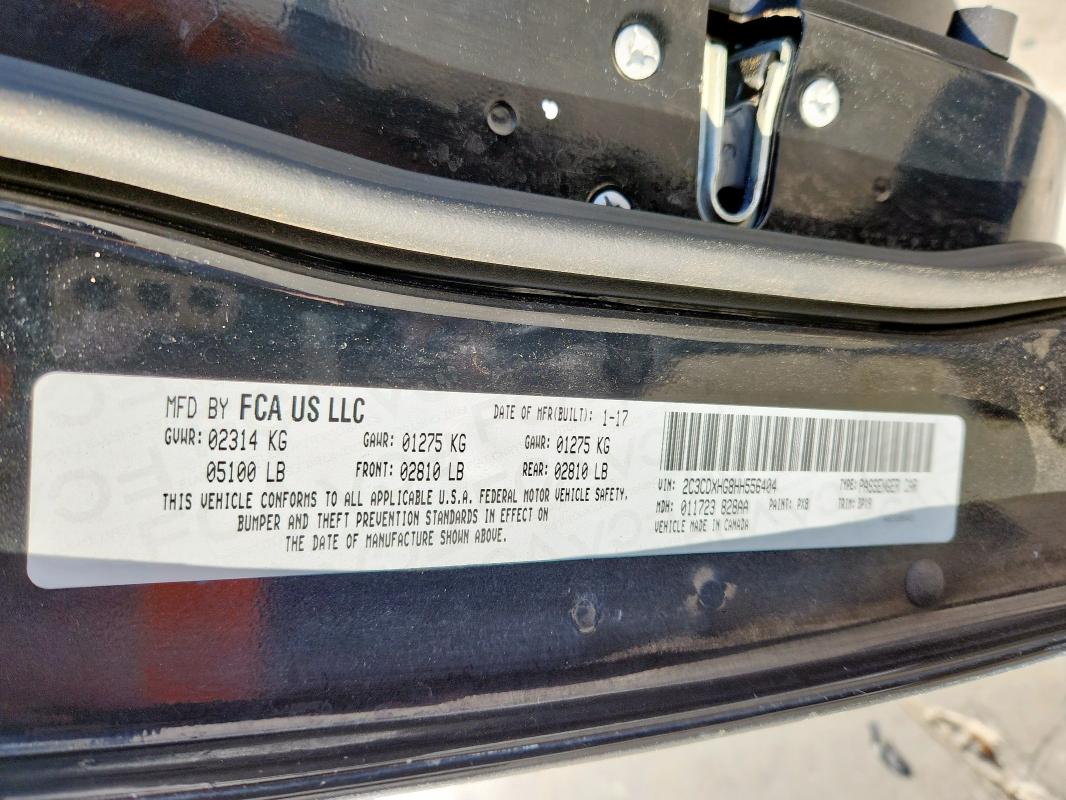 MFD BY FCA US LLC DATE OF MFR(BUILT): 1-17
GVWR: 02314 KG GAWR: 01275 KG GAWR: 01275 KG
05100 LB FRONT: 02810 LB REAR: 02810 LB
THIS VEHICLE CONFORMS TO ALL APPLICABLE U.S.A. FEDERAL MOTOR VEHICLE SAFETY,
BUMPER AND THEFT PREVENTION STANDARDS IN EFFECT ON
THE DATE OF MANUFACTURE SHOWN ABOVE.
VIN: 2C3CDXHG8HH556404 TYPE: PASSENGER CAR
MDH: 011723 828AA PAINT: PX8 TRIM: DPX9
VEHICLE MADE IN CANADA